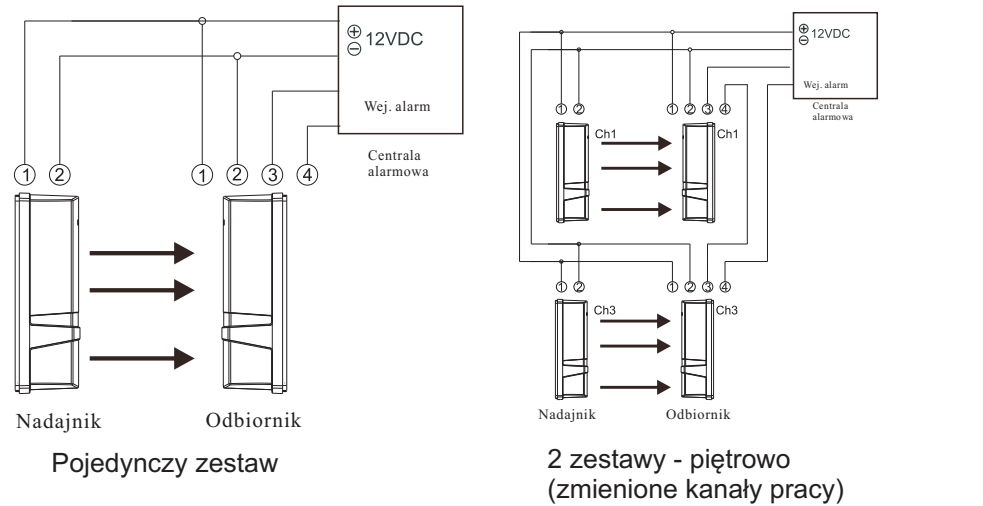 ⊕ 12VDC
⊖
Wej. alarm
Centrala
alarmowa
1 2 1 2 3 4
Nadajnik Odbiornik
Pojedynczy zestaw
⊕ 12VDC
⊖
Wej. alarm
Centrala
alarmowa
1 2 1 2 3 4
Ch1 Ch1
1 2 1 2 3 4
Ch3 Ch3
Nadajnik Odbiornik
2 zestawy - piętrowo
(zmienione kanały pracy)